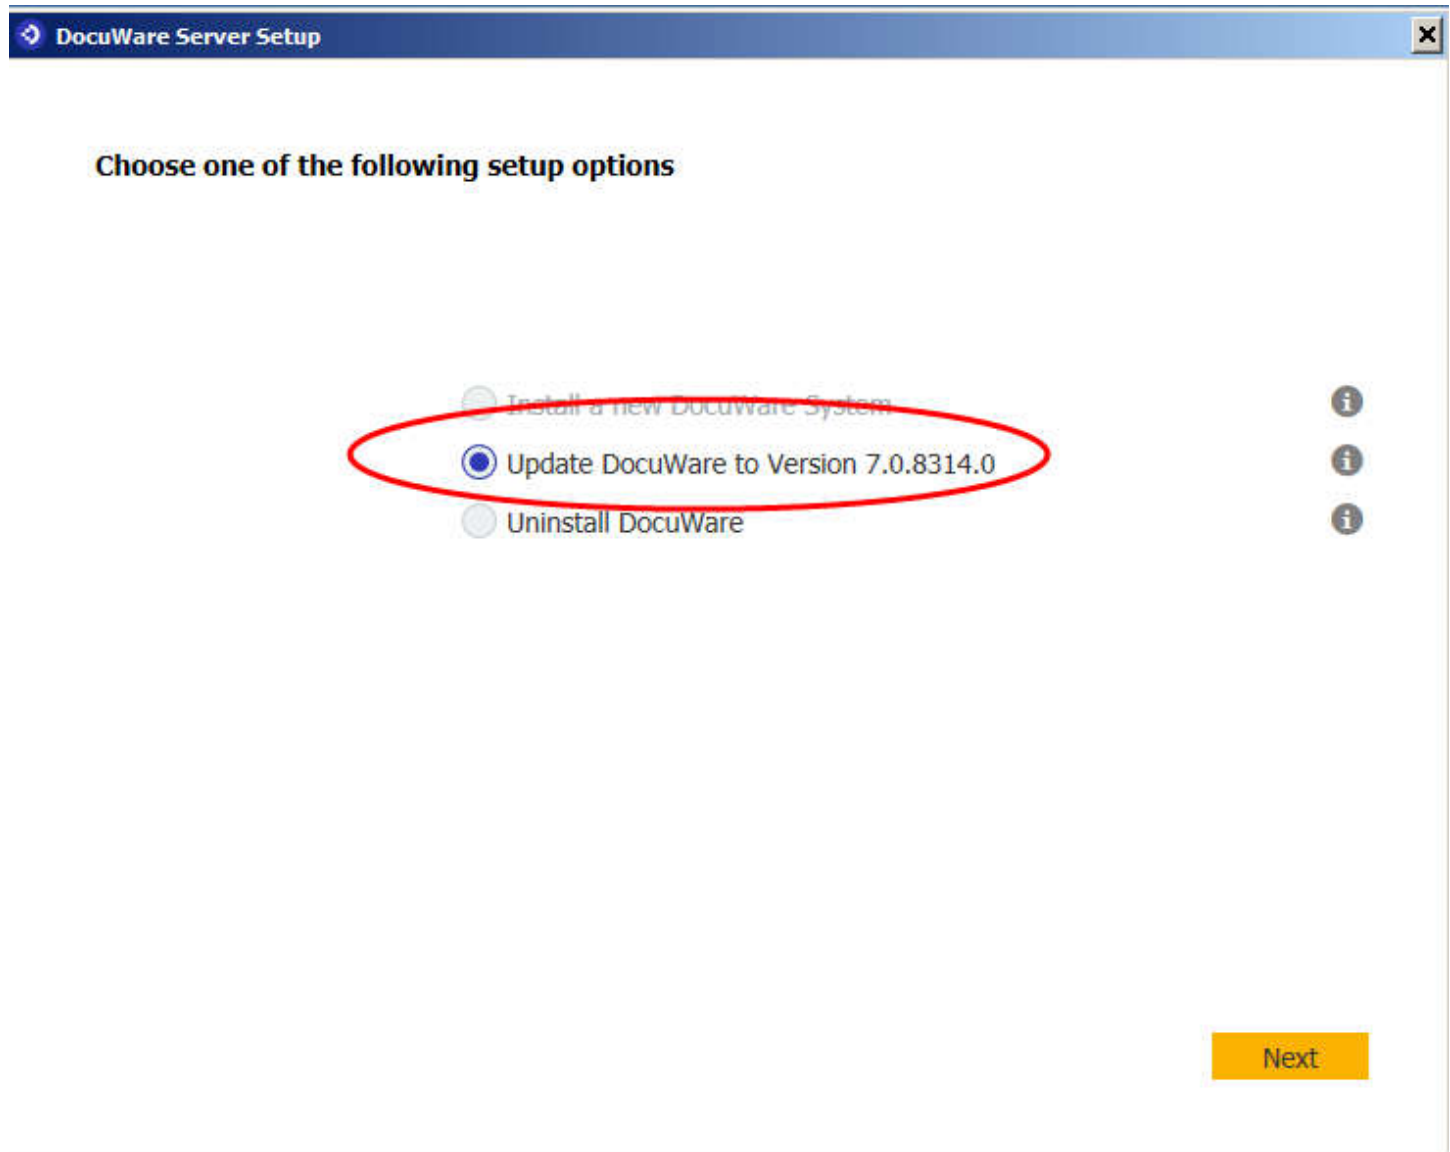 DocuWare Server Setup
Choose one of the following setup options
Install a new DocuWare System
Update DocuWare to Version 7.0.8314.0
Uninstall DocuWare
Next